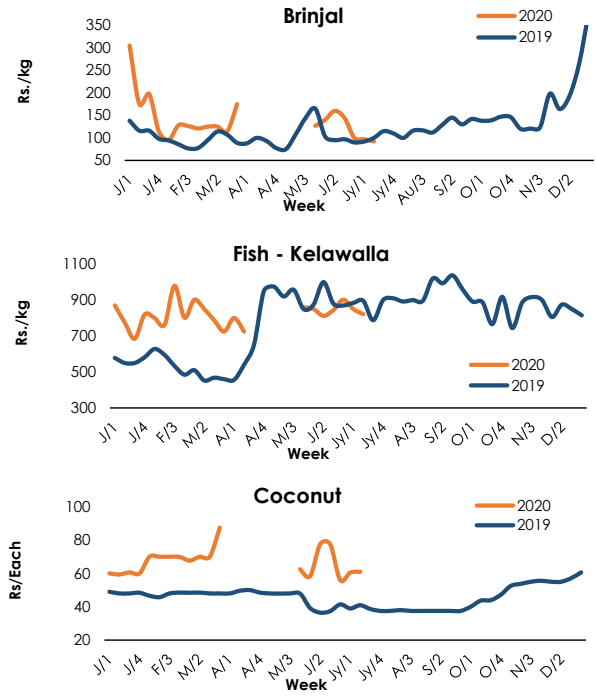 Brinjal
350
300
250
200
150
100
50
Rs./kg
2020
2019
J/1
J/4
F/3
M/2
A/1
A/4
M/3
J/2
Jy/1
Jy/4
Au/3
S/2
O/1
O/4
N/3
D/2
Week
Fish - Kelawalla
1100
900
700
500
300
Rs./kg
2020
2019
J/1
J/4
F/3
M/2
A/1
A/4
M/3
J/2
Jy/1
Jy/4
A/3
S/2
O/1
O/4
N/3
D/2
Week
Coconut
100
80
60
40
20
Rs/Each
2020
2019
J/1
J/4
F/3
M/2
A/1
A/4
M/3
J/2
Jy/1
Jy/4
A/3
S/2
O/1
O/4
N/3
D/2
Week